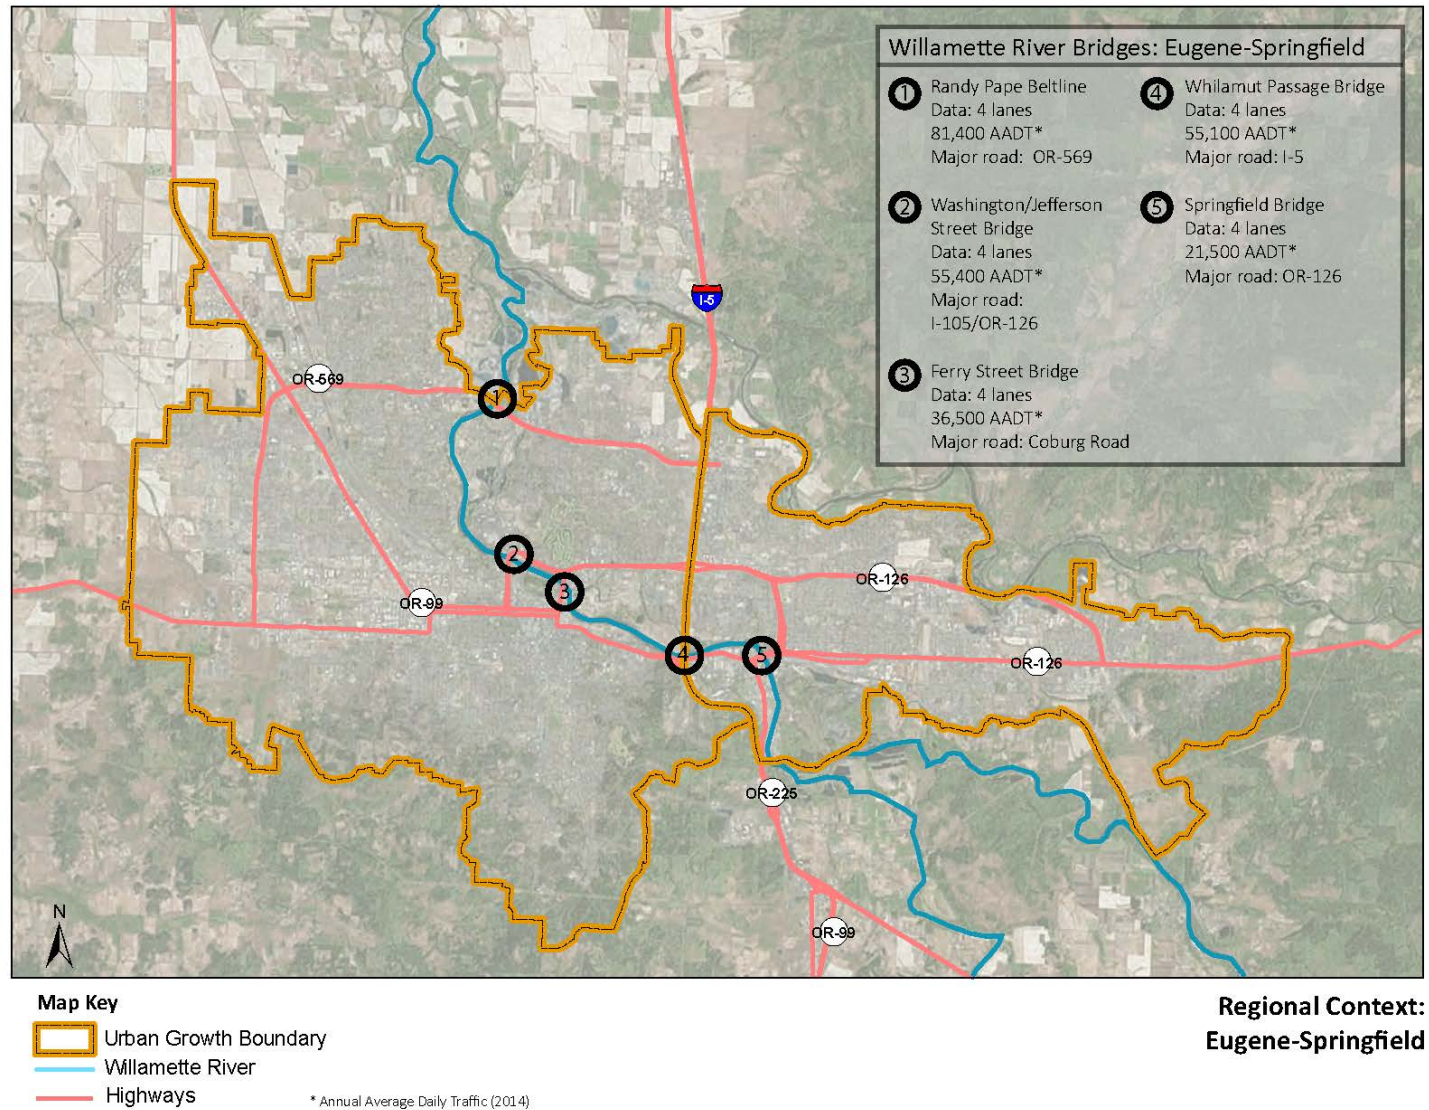 Willamette River Bridges: Eugene-Springfield
1 Randy Pape Beltline
Data: 4 lanes
81,400 AADT*
Major road: OR-569
2 Washington/Jefferson
Street Bridge
Data: 4 lanes
55,400 AADT*
Major road:
I-105/OR-126
3 Ferry Street Bridge
Data: 4 lanes
36,500 AADT*
Major road: Coburg Road
4 Whilamut Passage Bridge
Data: 4 lanes
55,100 AADT*
Major road: I-5
5 Springfield Bridge
Data: 4 lanes
21,500 AADT*
Major road: OR-126
I-5
OR-569
1
2
OR-126
3
OR-99
4
5
OR-126
OR-225
OR-99
N
Map Key
Urban Growth Boundary
Willamette River
Highways
* Annual Average Daily Traffic (2014)
Regional Context:
Eugene-Springfield